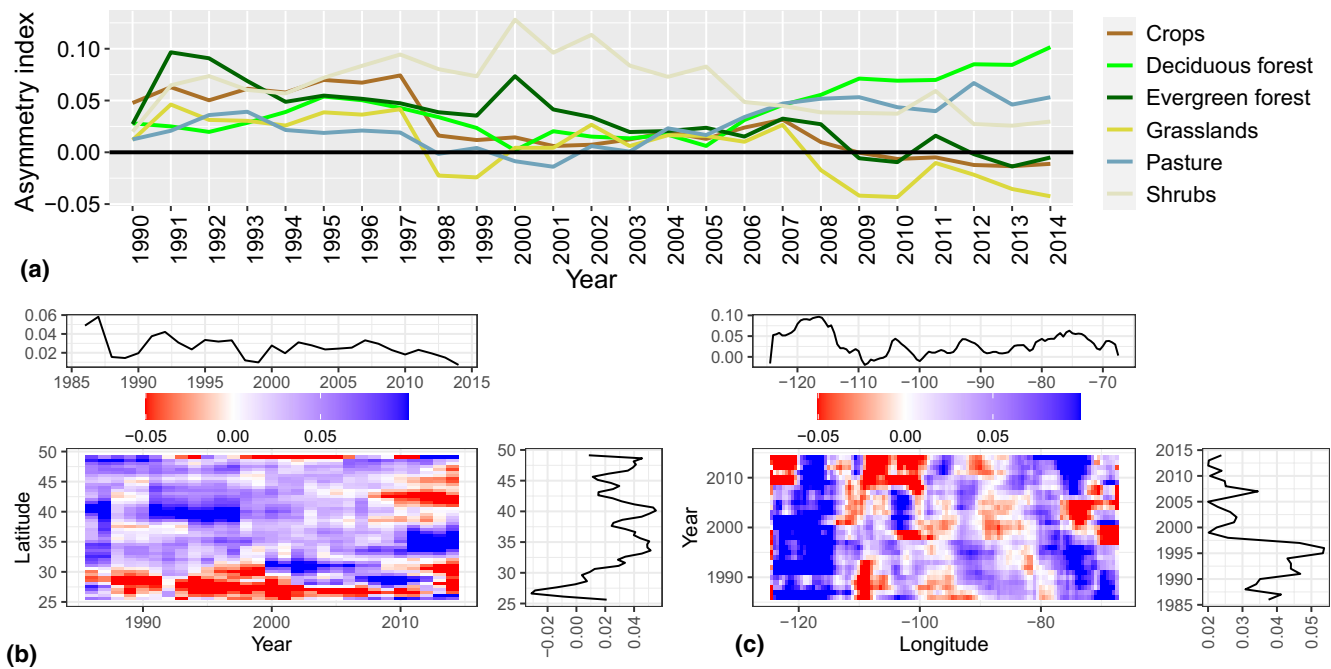 Asymmetry index
0.10
0.05
0.00
−0.05
1990 1991 1992 1993 1994 1995 1996 1997 1998 1999 2000 2001 2002 2003 2004 2005 2006 2007 2008 2009 2010 2011 2012 2013 2014
Year
(a)
Crops
Deciduous forest
Evergreen forest
Grasslands
Pasture
Shrubs
0.06
0.04
0.02
1985 1990 1995 2000 2005 2010 2015
−0.05 0.00 0.05
Latitude
50
45
40
35
30
25
1990 2000 2010
Year
50
45
40
35
30
25
−0.02 0.00 0.02 0.04
(b)
0.10
0.05
0.00
−120 −110 −100 −90 −80 −70
−0.05 0.00 0.05
Year
2010
2000
1990
−120 −100 −80
Longitude
2015
2010
2005
2000
1995
1990
1985
0.02 0.03 0.04 0.05
(c)